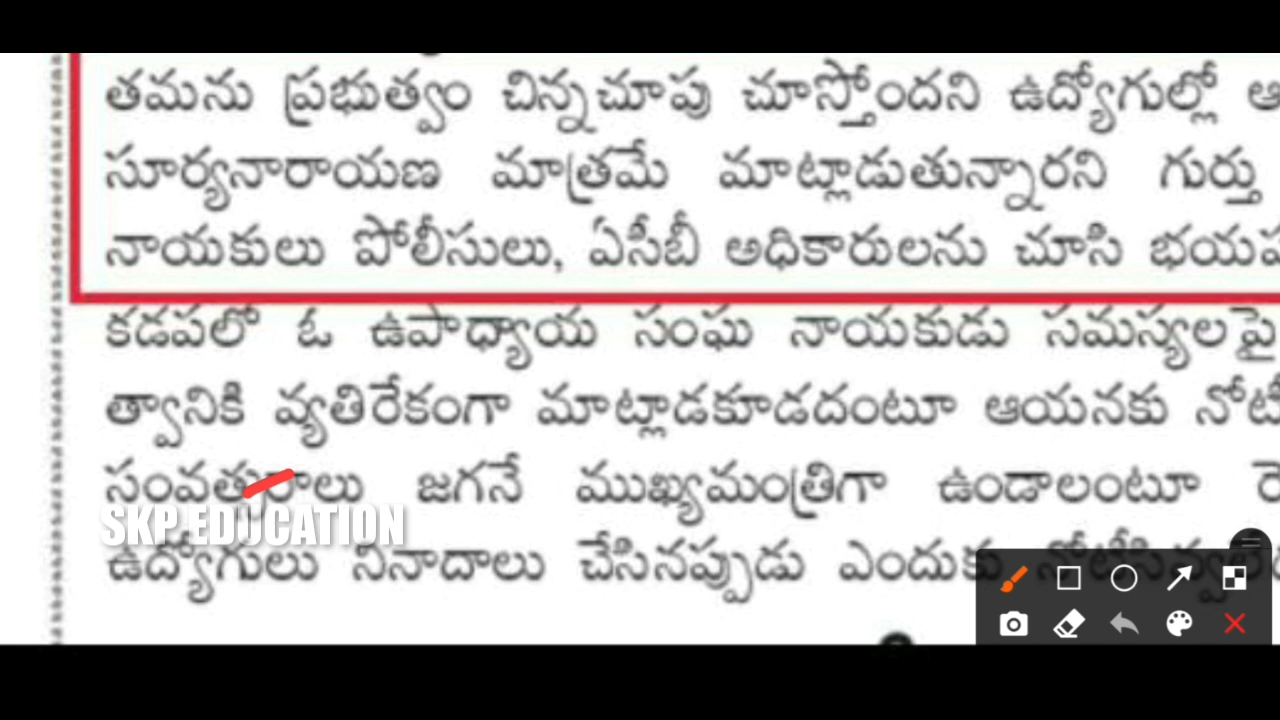 తమను ప్రభుత్వం చిన్నచూపు చూస్తోందని ఉద్యోగుల్లో
సూర్యనారాయణ మాత్రమే మాట్లాడుతున్నారని గుర్తు
నాయకులు పోలీసులు, ఏసీబీ అధికారులను చూసి
కడపలో ఓ ఉపాధ్యాయ సంఘ నాయకుడు సమస్యలపై
త్వానికి వ్యతిరేకంగా మాట్లాడకూడదంటూ ఆయనకు
సంవత్సరాలు జగనే ముఖ్యమంత్రిగా ఉండాలంటూ
SKP EDUCATION
ఉద్యోగులు నినాదాలు చేసినప్పుడు ఎందుకు